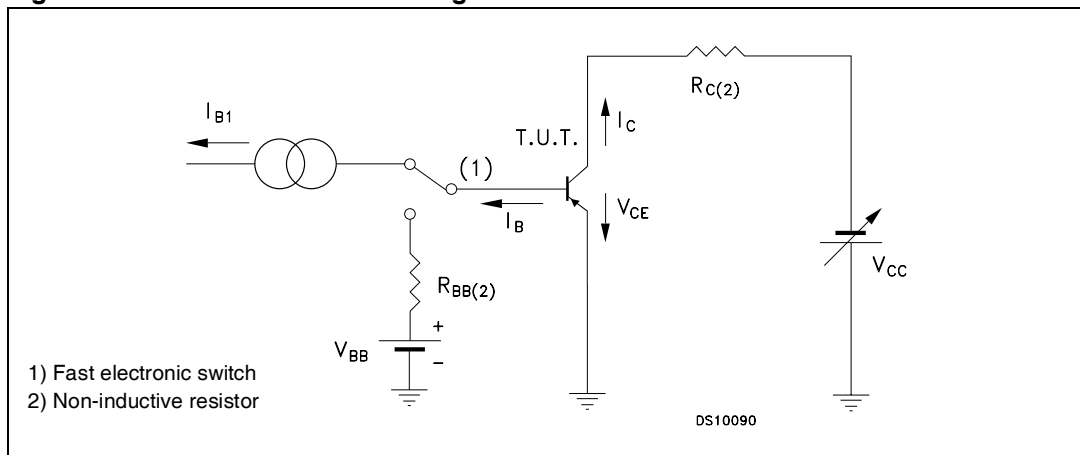 I_B1
T.U.T.
I_C
R_C(2)
(1)
I_B
V_CE
V_CC
R_BB(2)
V_BB
+
−
1) Fast electronic switch
2) Non-inductive resistor
DS10090